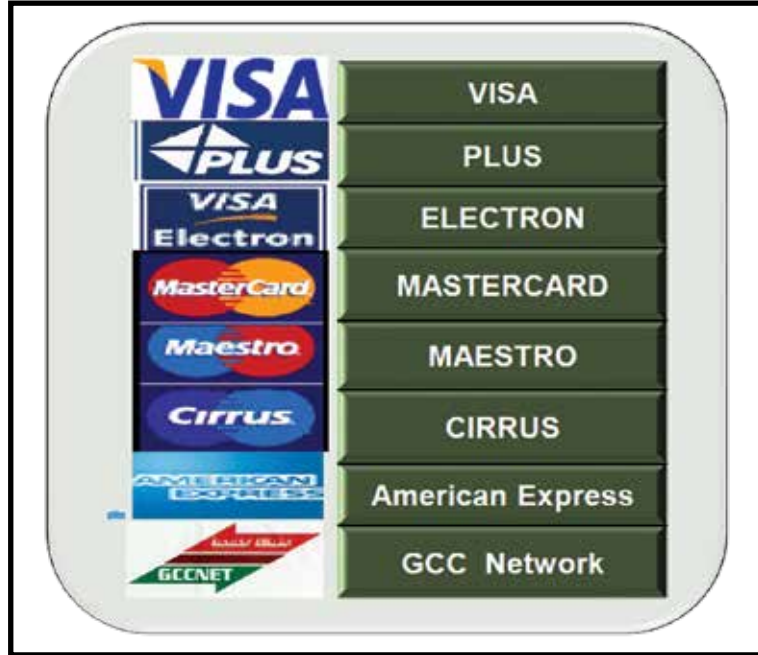 VISA VISA
PLUS PLUS
VISA
Electron ELECTRON
MasterCard MASTERCARD
Maestro MAESTRO
Cirrus CIRRUS
AMERICAN
EXPRESS American Express
GCCNET GCC Network